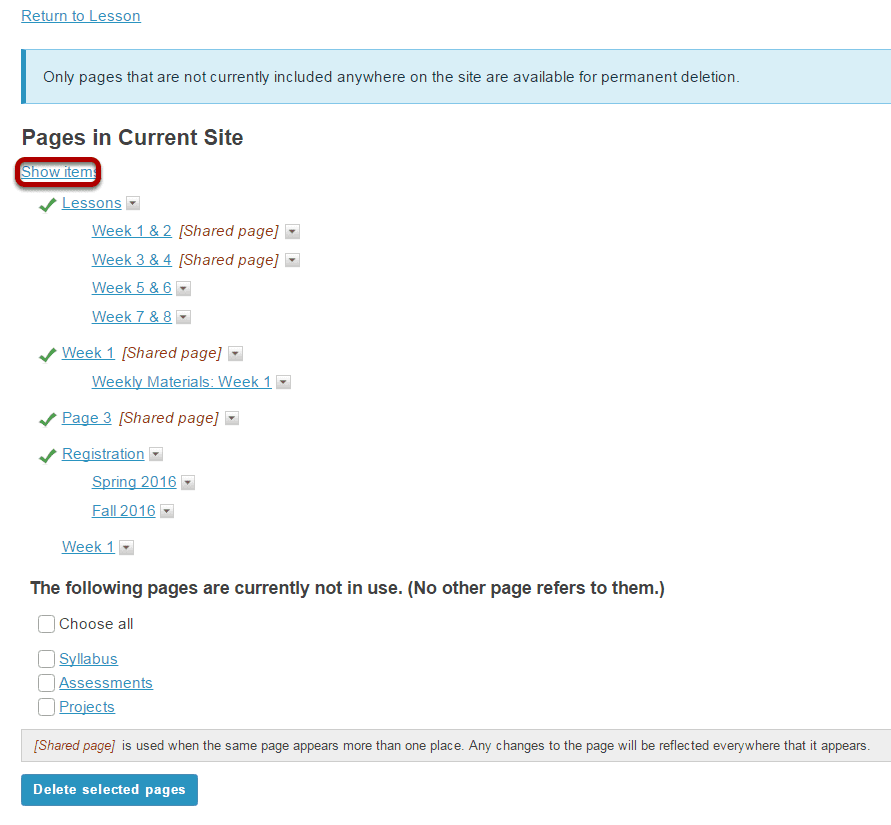 Return to Lesson
Only pages that are not currently included anywhere on the site are available for permanent deletion.
Pages in Current Site
Show items
Lessons
Week 1 & 2 [Shared page]
Week 3 & 4 [Shared page]
Week 5 & 6
Week 7 & 8
Week 1 [Shared page]
Weekly Materials: Week 1
Page 3 [Shared page]
Registration
Spring 2016
Fall 2016
Week 1
The following pages are currently not in use. (No other page refers to them.)
Choose all
Syllabus
Assessments
Projects
[Shared page] is used when the same page appears more than one place. Any changes to the page will be reflected everywhere that it appears.
Delete selected pages